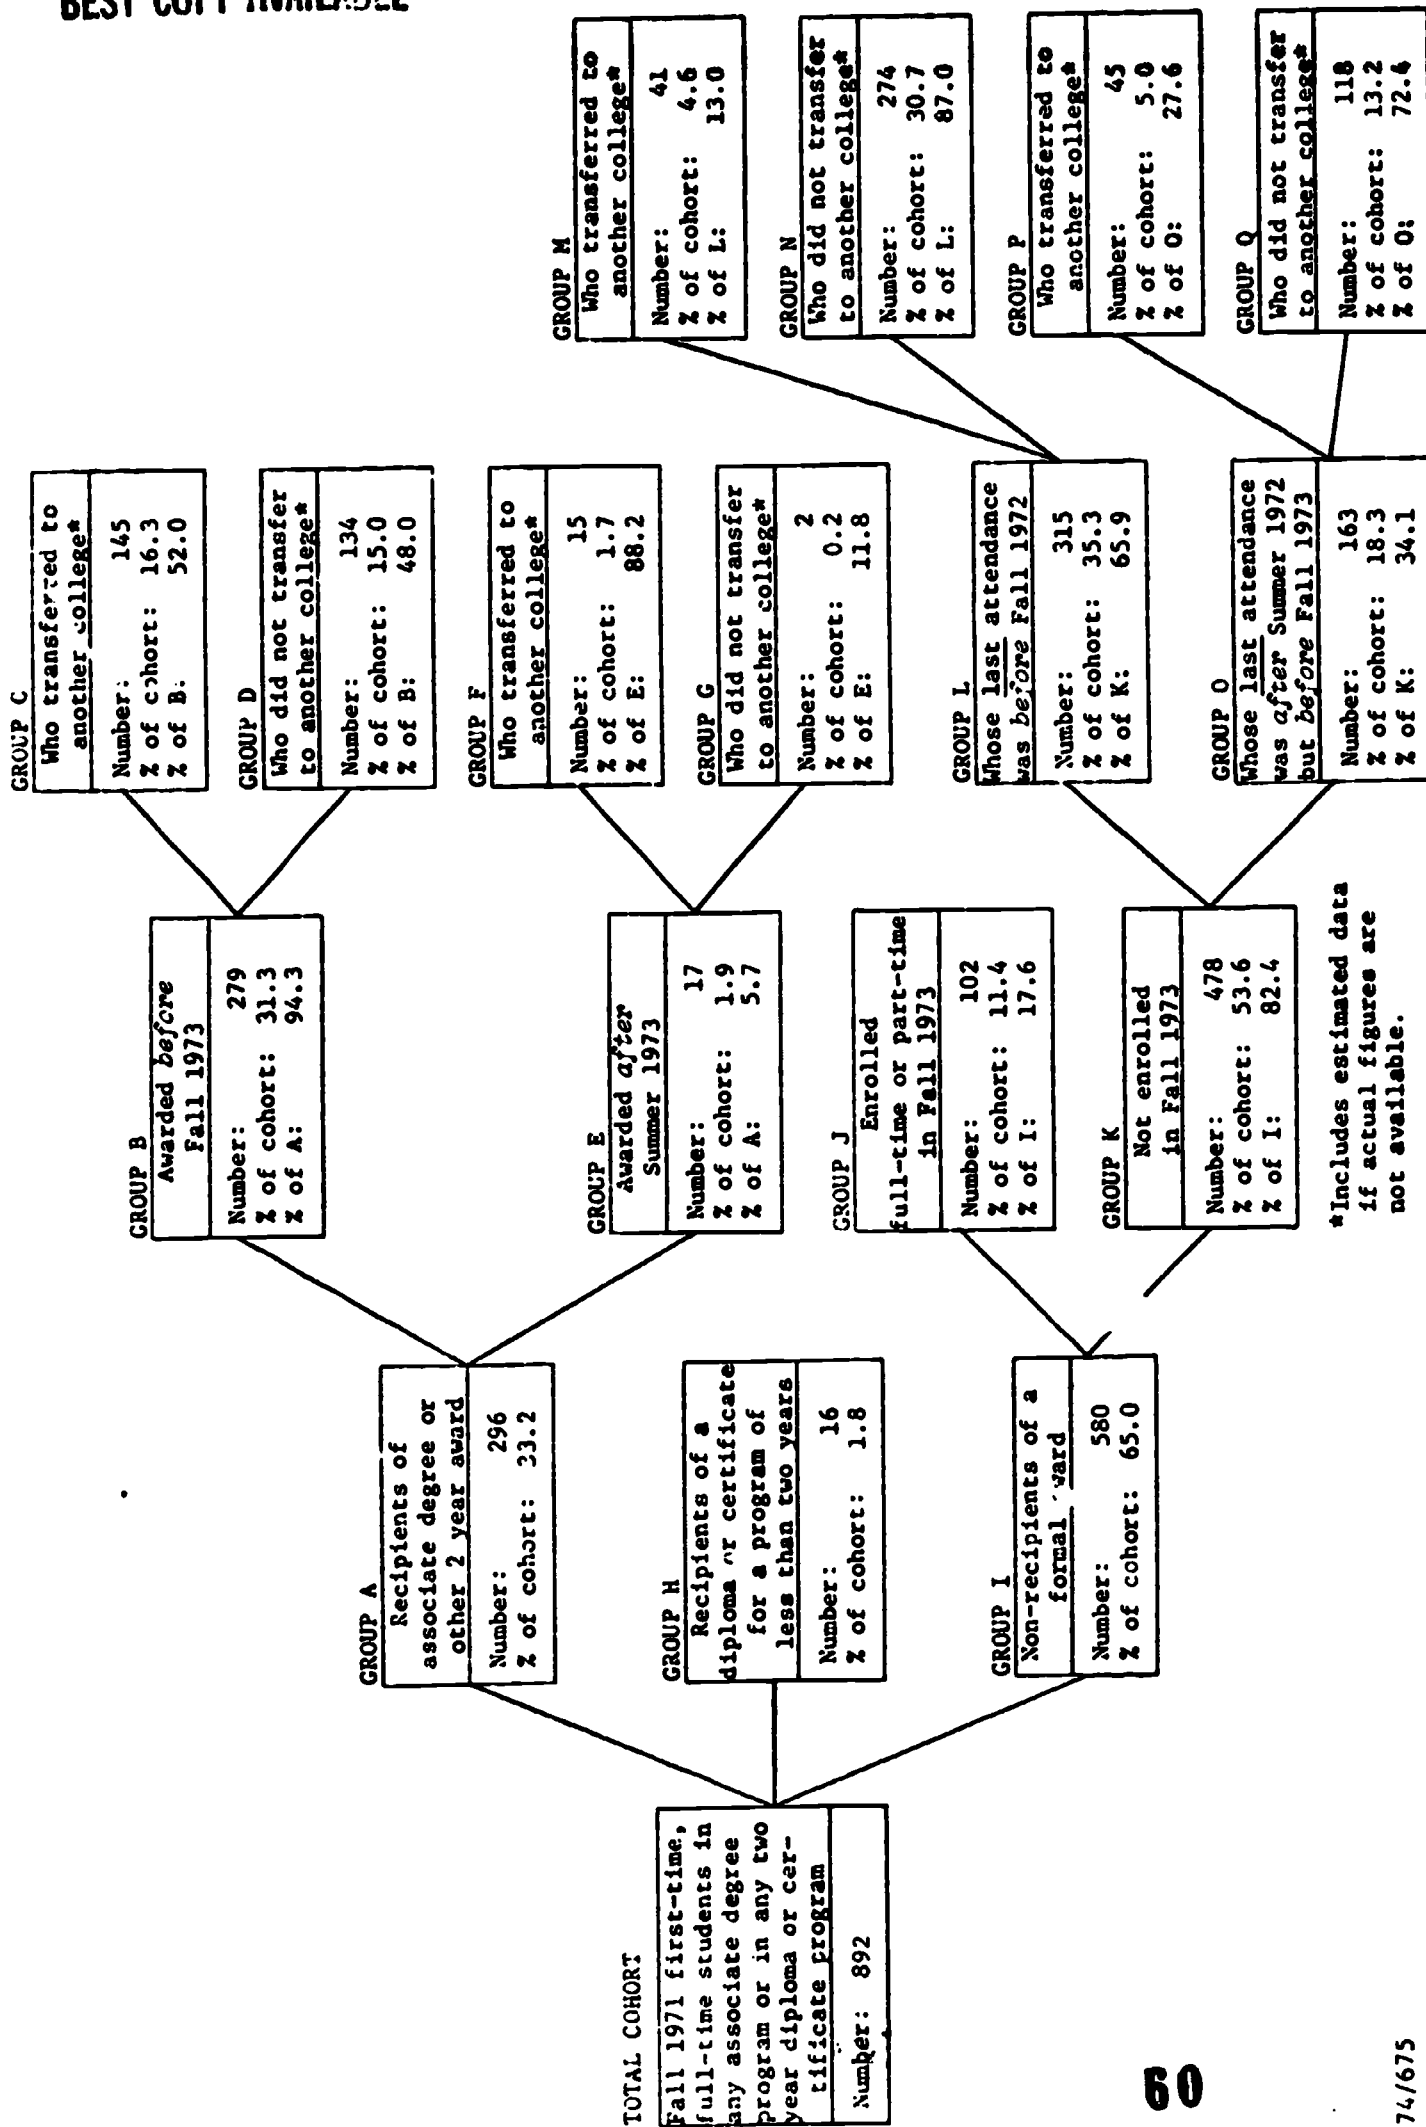 BEST COPY AVAILABLE
TOTAL COHORT
Fall 1971 first-time,
full-time students in
any associate degree
program or in any two
year diploma or cer-
tificate program
Number: 892
GROUP A
Recipients of
associate degree or
other 2 year award
Number: 296
% of cohort: 33.2
GROUP H
Recipients of a
diploma or certificate
for a program of
less than two years
Number: 16
% of cohort: 1.8
GROUP I
Non-recipients of a
formal ward
Number: 580
% of cohort: 65.0
GROUP B
Awarded before
Fall 1973
Number: 279
% of cohort: 31.3
% of A: 94.3
GROUP E
Awarded after
Summer 1973
Number: 17
% of cohort: 1.9
% of A: 5.7
GROUP J
Enrolled
full-time or part-time
in Fall 1973
Number: 102
% of cohort: 11.4
% of I: 17.6
GROUP K
Not enrolled
in Fall 1973
Number: 478
% of cohort: 53.6
% of I: 82.4
GROUP C
Who transferred to
another college*
Number: 145
% of cohort: 16.3
% of B: 52.0
GROUP D
Who did not transfer
to another college*
Number: 134
% of cohort: 15.0
% of B: 48.0
GROUP F
Who transferred to
another college*
Number: 15
% of cohort: 1.7
% of E: 88.2
GROUP G
Who did not transfer
to another college*
Number: 2
% of cohort: 0.2
% of E: 11.8
GROUP L
Whose last attendance
was before Fall 1972
Number: 315
% of cohort: 35.3
% of K: 65.9
GROUP O
Whose last attendance
was after Summer 1972
but before Fall 1973
Number: 163
% of cohort: 18.3
% of K: 34.1
GROUP M
Who transferred to
another college*
Number: 41
% of cohort: 4.6
% of L: 13.0
GROUP N
Who did not transfer
to another college*
Number: 274
% of cohort: 30.7
% of L: 87.0
GROUP P
Who transferred to
another college*
Number: 45
% of cohort: 5.0
% of O: 27.6
GROUP Q
Who did not transfer
to another college*
Number: 118
% of cohort: 13.2
% of O: 72.4
*Includes estimated data
if actual figures are
not available.
60
74/675